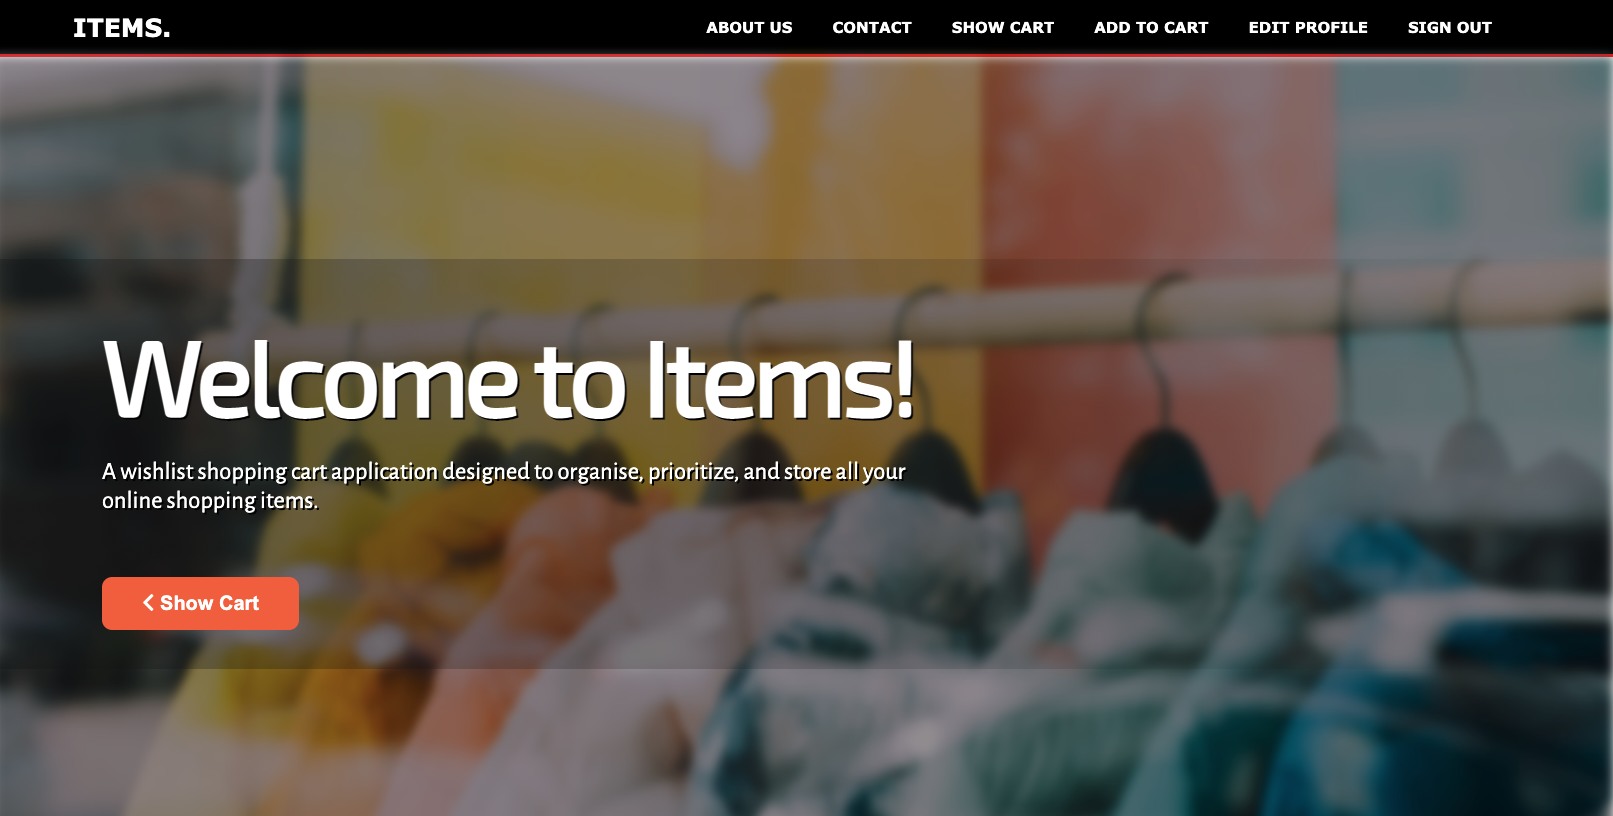 ITEMS.
ABOUT US CONTACT SHOW CART ADD TO CART EDIT PROFILE SIGN OUT
Welcome to Items!
A wishlist shopping cart application designed to organise, prioritize, and store all your
online shopping items.
Show Cart